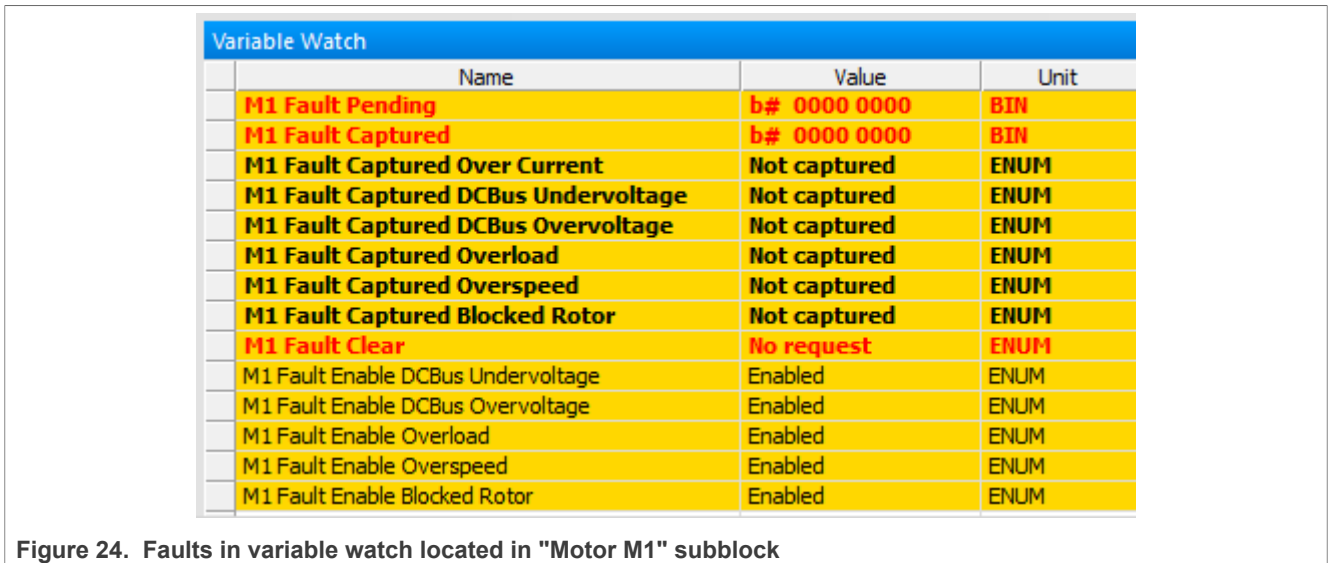 Variable Watch
Name Value Unit
M1 Fault Pending b# 0000 0000 BIN
M1 Fault Captured b# 0000 0000 BIN
M1 Fault Captured Over Current Not captured ENUM
M1 Fault Captured DCBus Undervoltage Not captured ENUM
M1 Fault Captured DCBus Overvoltage Not captured ENUM
M1 Fault Captured Overload Not captured ENUM
M1 Fault Captured Overspeed Not captured ENUM
M1 Fault Captured Blocked Rotor Not captured ENUM
M1 Fault Clear No request ENUM
M1 Fault Enable DCBus Undervoltage Enabled ENUM
M1 Fault Enable DCBus Overvoltage Enabled ENUM
M1 Fault Enable Overload Enabled ENUM
M1 Fault Enable Overspeed Enabled ENUM
M1 Fault Enable Blocked Rotor Enabled ENUM
Figure 24. Faults in variable watch located in "Motor M1" subblock